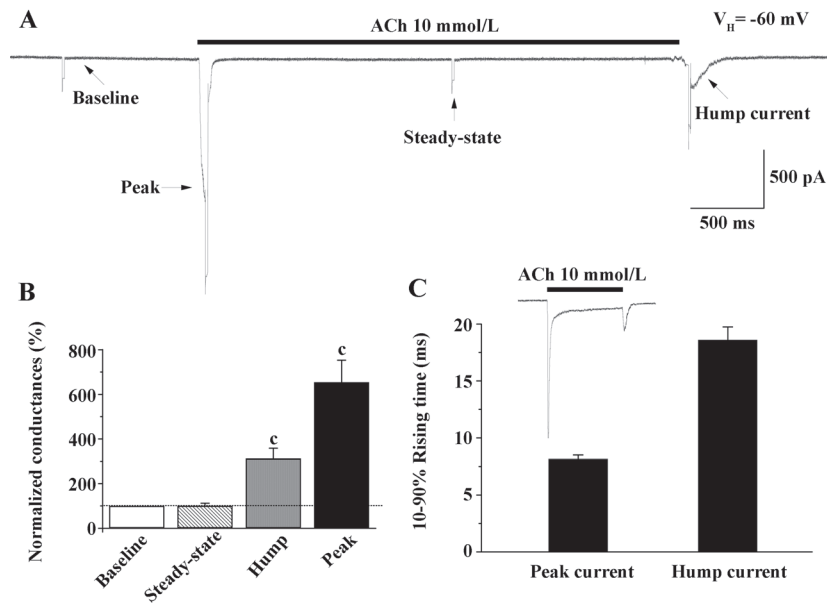 A
ACh 10 mmol/L
V_H= -60 mV
Baseline
Steady-state
Hump current
Peak
500 pA
500 ms
B
Normalized conductances (%)
800
600
400
200
0
c
c
Baseline
Steady-state
Hump
Peak
C
ACh 10 mmol/L
10-90% Rising time (ms)
20
15
10
5
0
Peak current
Hump current